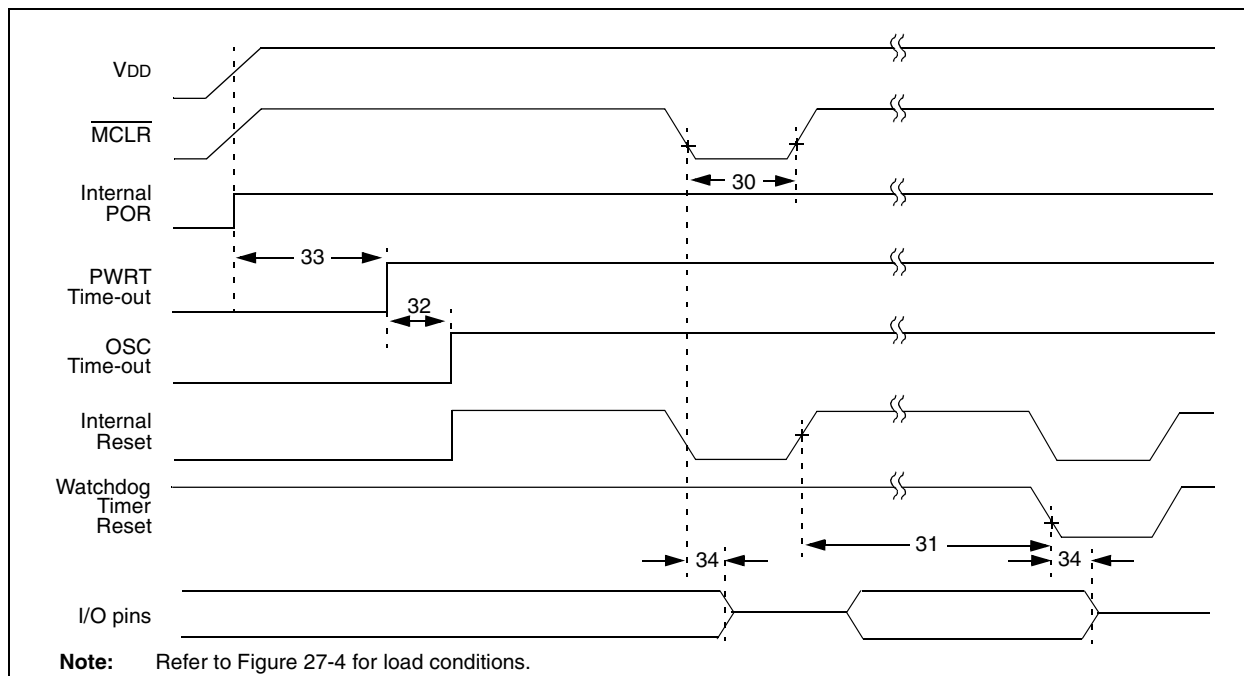 VDD
MCLR
30
Internal
POR
33
PWRT
Time-out
32
OSC
Time-out
Internal
Reset
Watchdog
Timer
Reset
31
34
34
I/O pins
Note: Refer to Figure 27-4 for load conditions.